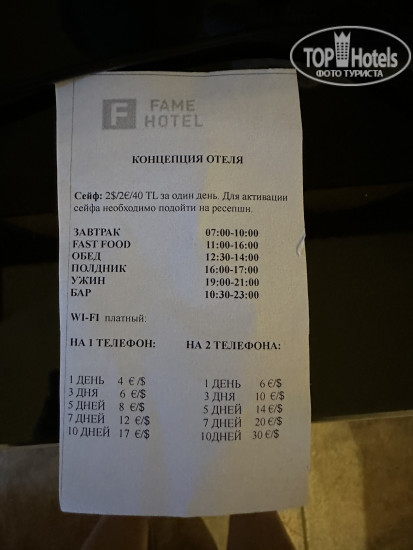 TOP Hotels
ФОТО ТУРИСТА
F FAME
HOTEL
КОНЦЕПЦИЯ ОТЕЛЯ
Сейф: 2$/2€/40 TL за один день. Для активации
сейфа необходимо подойти на ресепшн.
ЗАВТРАК 07:00-10:00
FAST FOOD 11:00-16:00
ОБЕД 12:30-14:00
ПОЛДНИК 16:00-17:00
УЖИН 19:00-21:00
БАР 10:30-23:00
WI-FI платный:
НА 1 ТЕЛЕФОН: НА 2 ТЕЛЕФОНА:
1 ДЕНЬ 4 €/$ 1 ДЕНЬ 6 €/$
3 ДНЯ 6 €/$ 3 ДНЯ 10 €/$
5 ДНЕЙ 8 €/$ 5 ДНЕЙ 14 €/$
7 ДНЕЙ 12 €/$ 7 ДНЕЙ 20 €/$
10 ДНЕЙ 17 €/$ 10ДНЕЙ 30 €/$